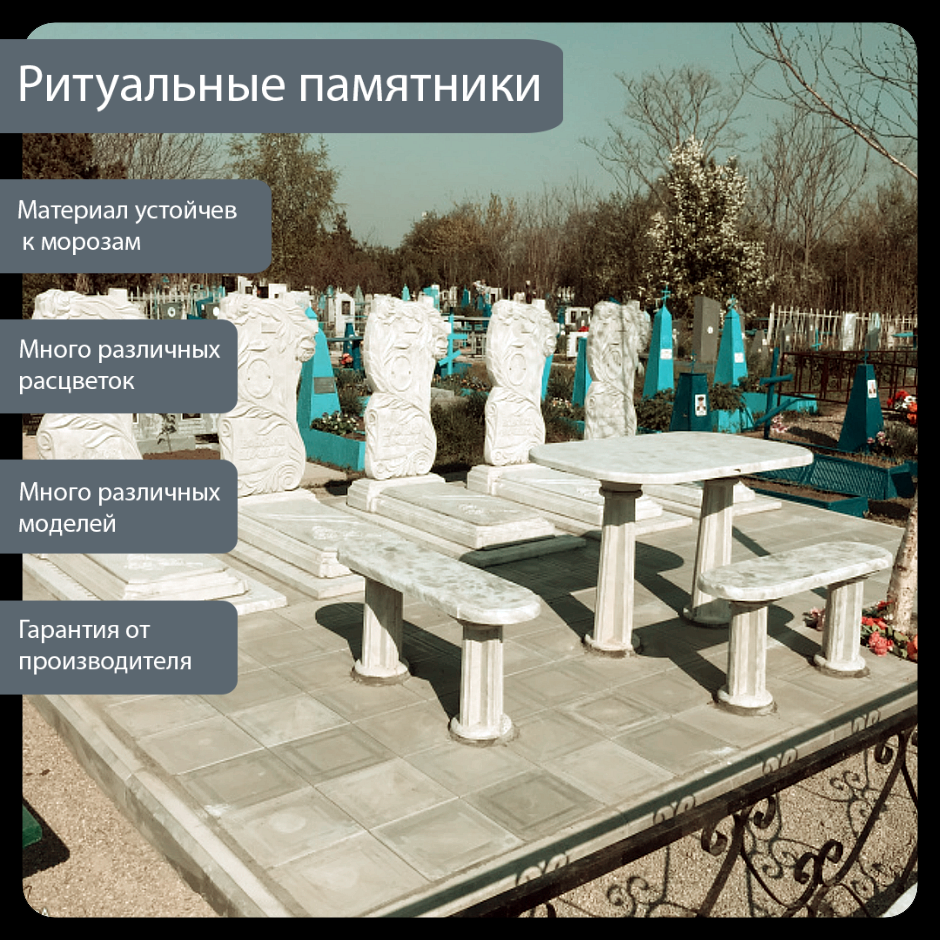 Ритуальные памятники
Материал устойчев
к морозам
Много различных
расцветок
Много различных
моделей
Гарантия от
производителя